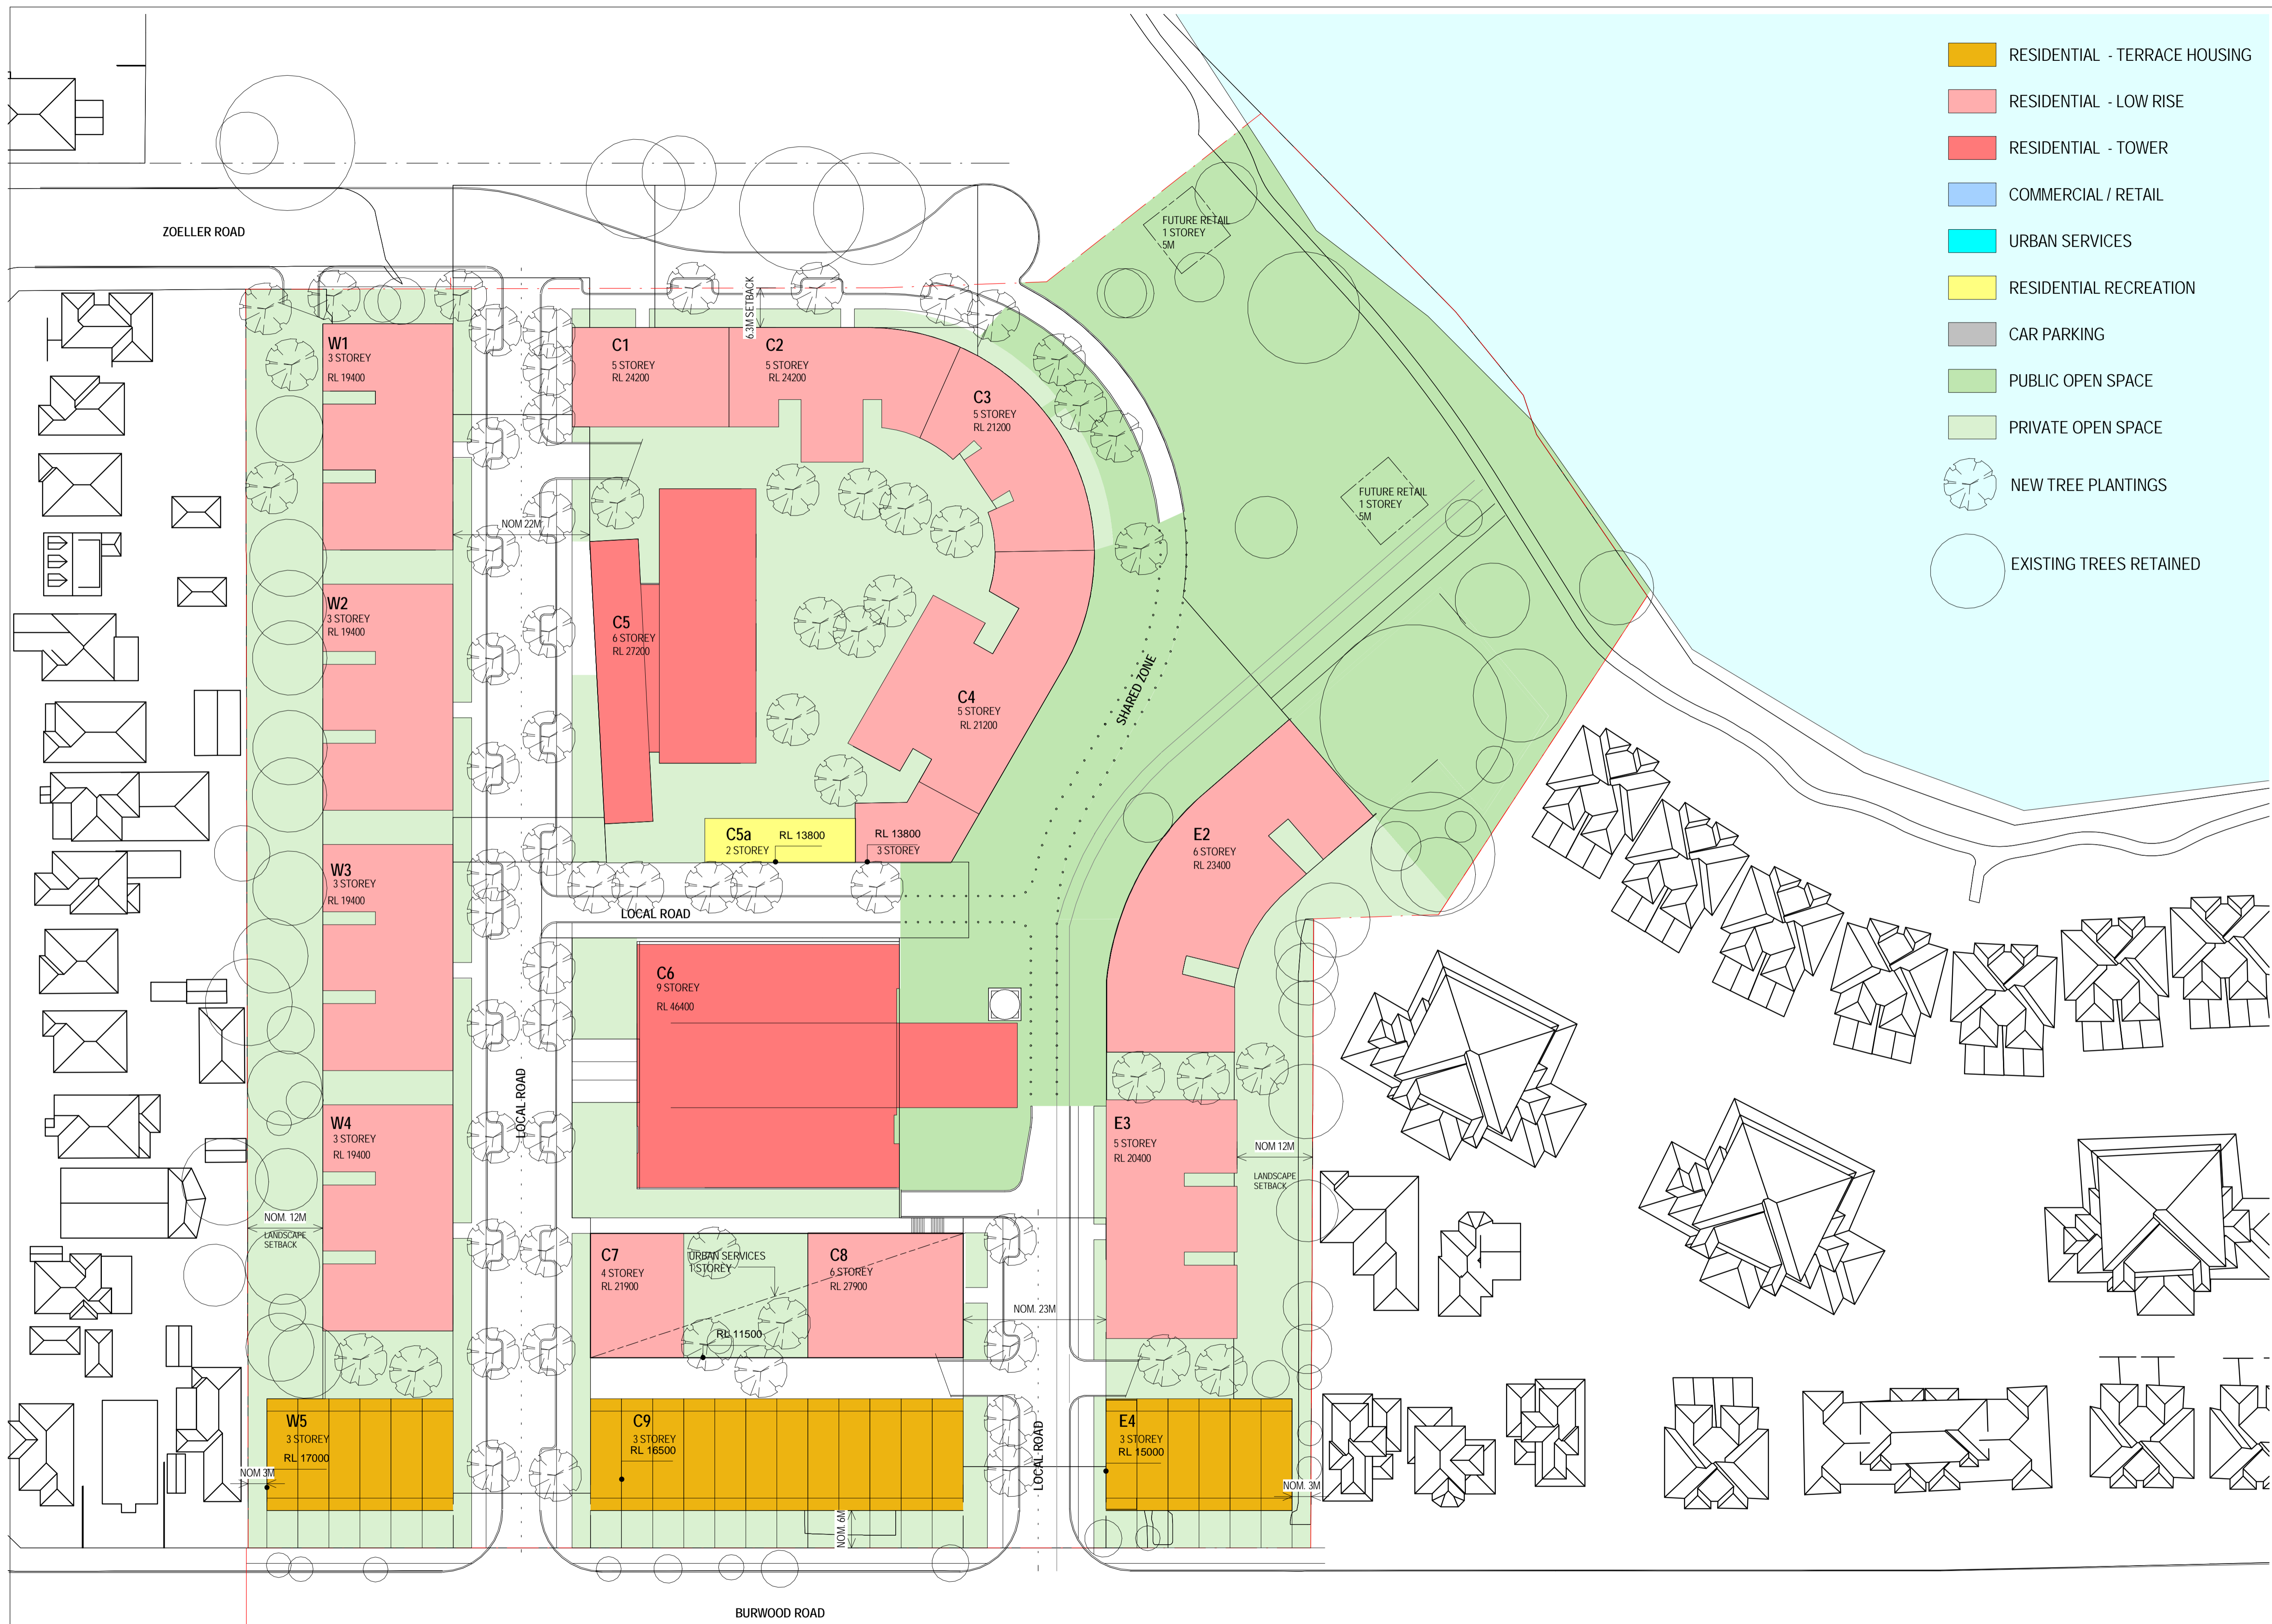 RESIDENTIAL - TERRACE HOUSING
RESIDENTIAL - LOW RISE
RESIDENTIAL - TOWER
COMMERCIAL / RETAIL
URBAN SERVICES
RESIDENTIAL RECREATION
CAR PARKING
PUBLIC OPEN SPACE
PRIVATE OPEN SPACE
NEW TREE PLANTINGS
EXISTING TREES RETAINED
ZOELLER ROAD
FUTURE RETAIL
1 STOREY
5M
6.3M SETBACK
W1
3 STOREY
RL 19400
C1
5 STOREY
RL 24200
C2
5 STOREY
RL 24200
C3
5 STOREY
RL 21200
FUTURE RETAIL
1 STOREY
5M
NOM 22M
W2
3 STOREY
RL 19400
C5
6 STOREY
RL 27200
C4
5 STOREY
RL 21200
SHARED ZONE
C5a
2 STOREY
RL 13800
RL 13800
3 STOREY
E2
6 STOREY
RL 23400
W3
3 STOREY
RL 19400
LOCAL ROAD
C6
9 STOREY
RL 46400
LOCAL ROAD
W4
3 STOREY
RL 19400
E3
5 STOREY
RL 20400
NOM 12M
LANDSCAPE
SETBACK
NOM. 12M
LANDSCAPE
SETBACK
C7
4 STOREY
RL 21900
URBAN SERVICES
1 STOREY
C8
6 STOREY
RL 27900
NOM. 23M
RL 11500
W5
3 STOREY
RL 17000
NOM 3M
C9
3 STOREY
RL 16500
LOCAL ROAD
E4
3 STOREY
RL 15000
NOM. 3M
NOM. 6M
BURWOOD ROAD